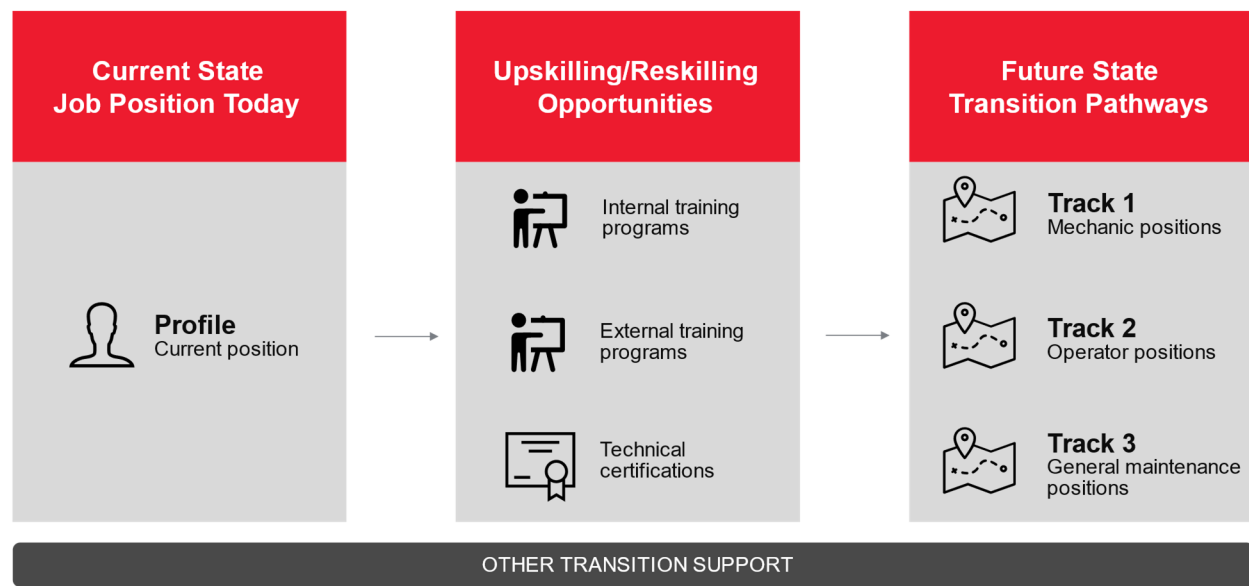 Current State
Job Position Today
Profile
Current position
Upskilling/Reskilling
Opportunities
Internal training
programs
External training
programs
Technical
certifications
Future State
Transition Pathways
Track 1
Mechanic positions
Track 2
Operator positions
Track 3
General maintenance
positions
OTHER TRANSITION SUPPORT